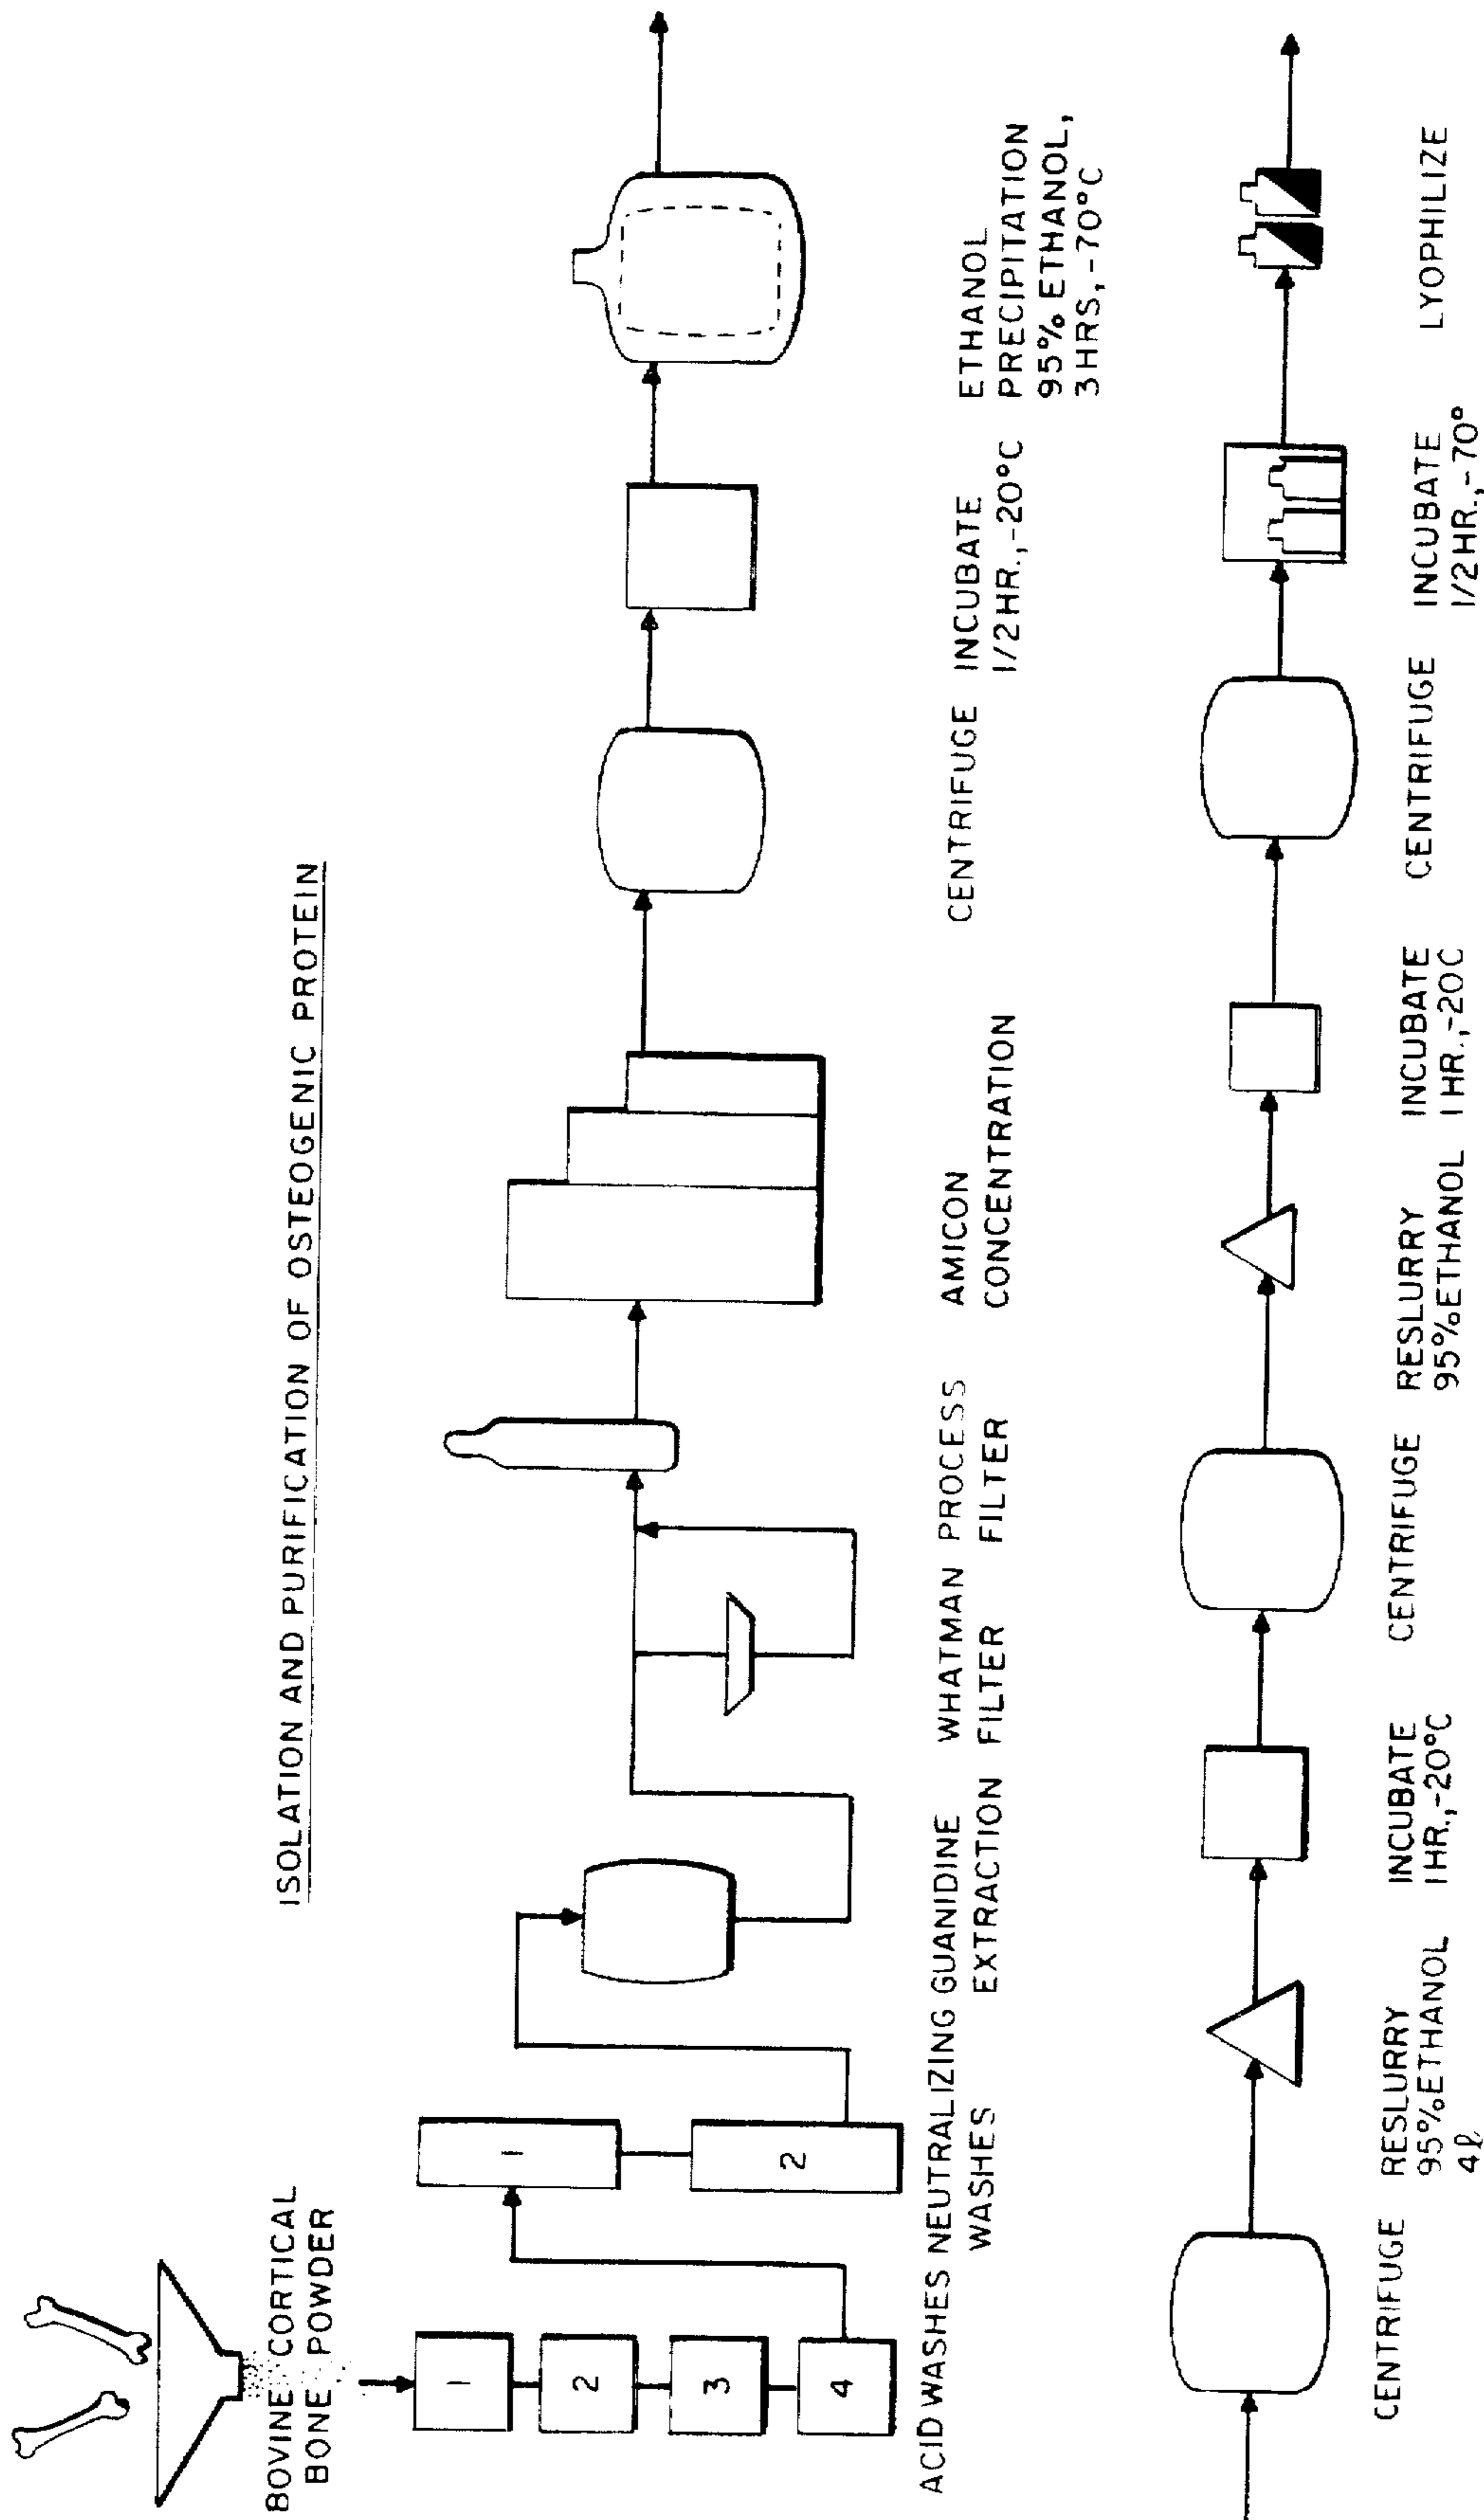 ISOLATION AND PURIFICATION OF OSTEOGENIC PROTEIN
BOVINE CORTICAL
BONE POWDER
1
2
3
4
1
2
ACID WASHES
NEUTRALIZING
WASHES
GUANIDINE
EXTRACTION
WHATMAN
FILTER
PROCESS
FILTER
AMICON
CONCENTRATION
CENTRIFUGE
INCUBATE
1/2 HR.,-20°C
ETHANOL
PRECIPITATION
95% ETHANOL,
3 HRS,-70°C
CENTRIFUGE
RESLURRY
95% ETHANOL
4ℓ
INCUBATE
1 HR.,-20°C
CENTRIFUGE
RESLURRY
95% ETHANOL
INCUBATE
1 HR.,-20C
CENTRIFUGE
INCUBATE
1/2 HR.,-70°
LYOPHILIZE